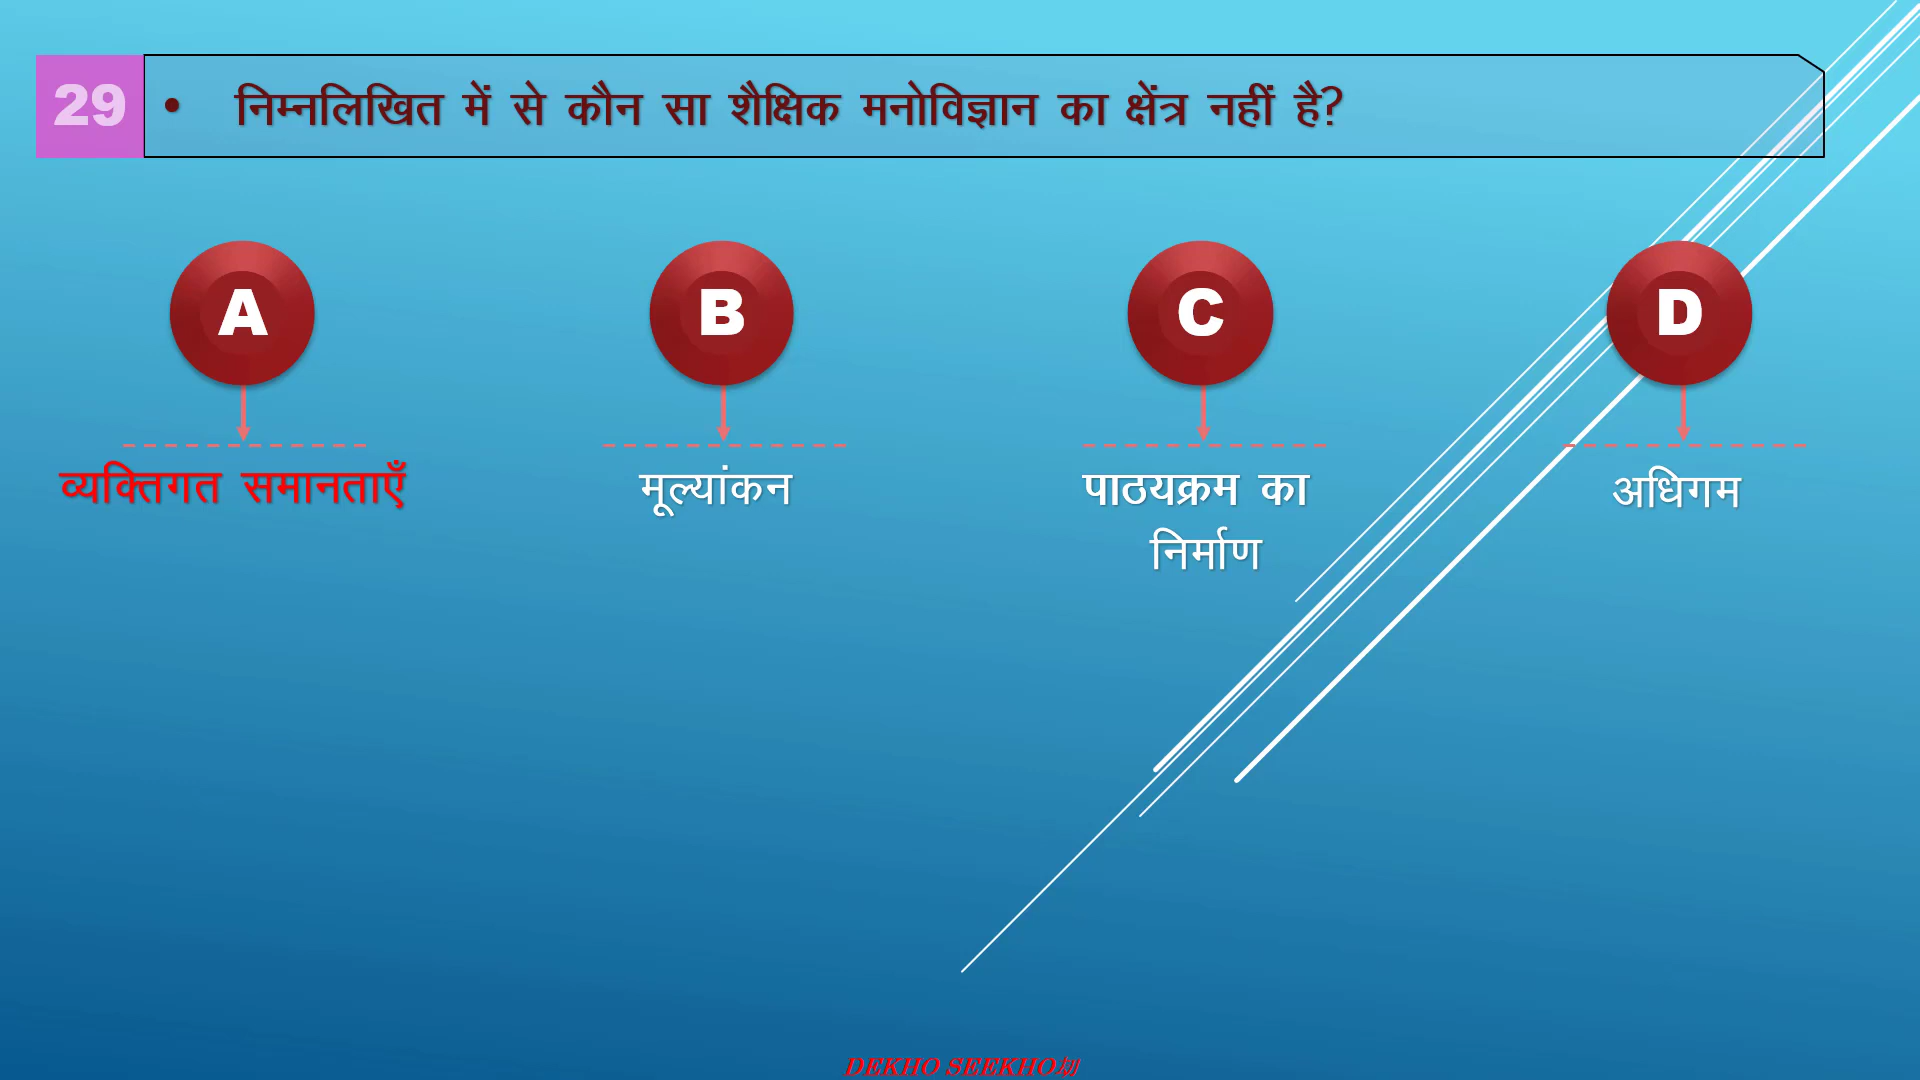 29
• निम्नलिखित में से कौन सा शैक्षिक मनोविज्ञान का क्षेंत्र नहीं है?
A
B
C
D
व्यक्तिगत समानताएँ
मूल्यांकन
पाठयक्रम का
निर्माण
अधिगम
DEKHO SEEKHO